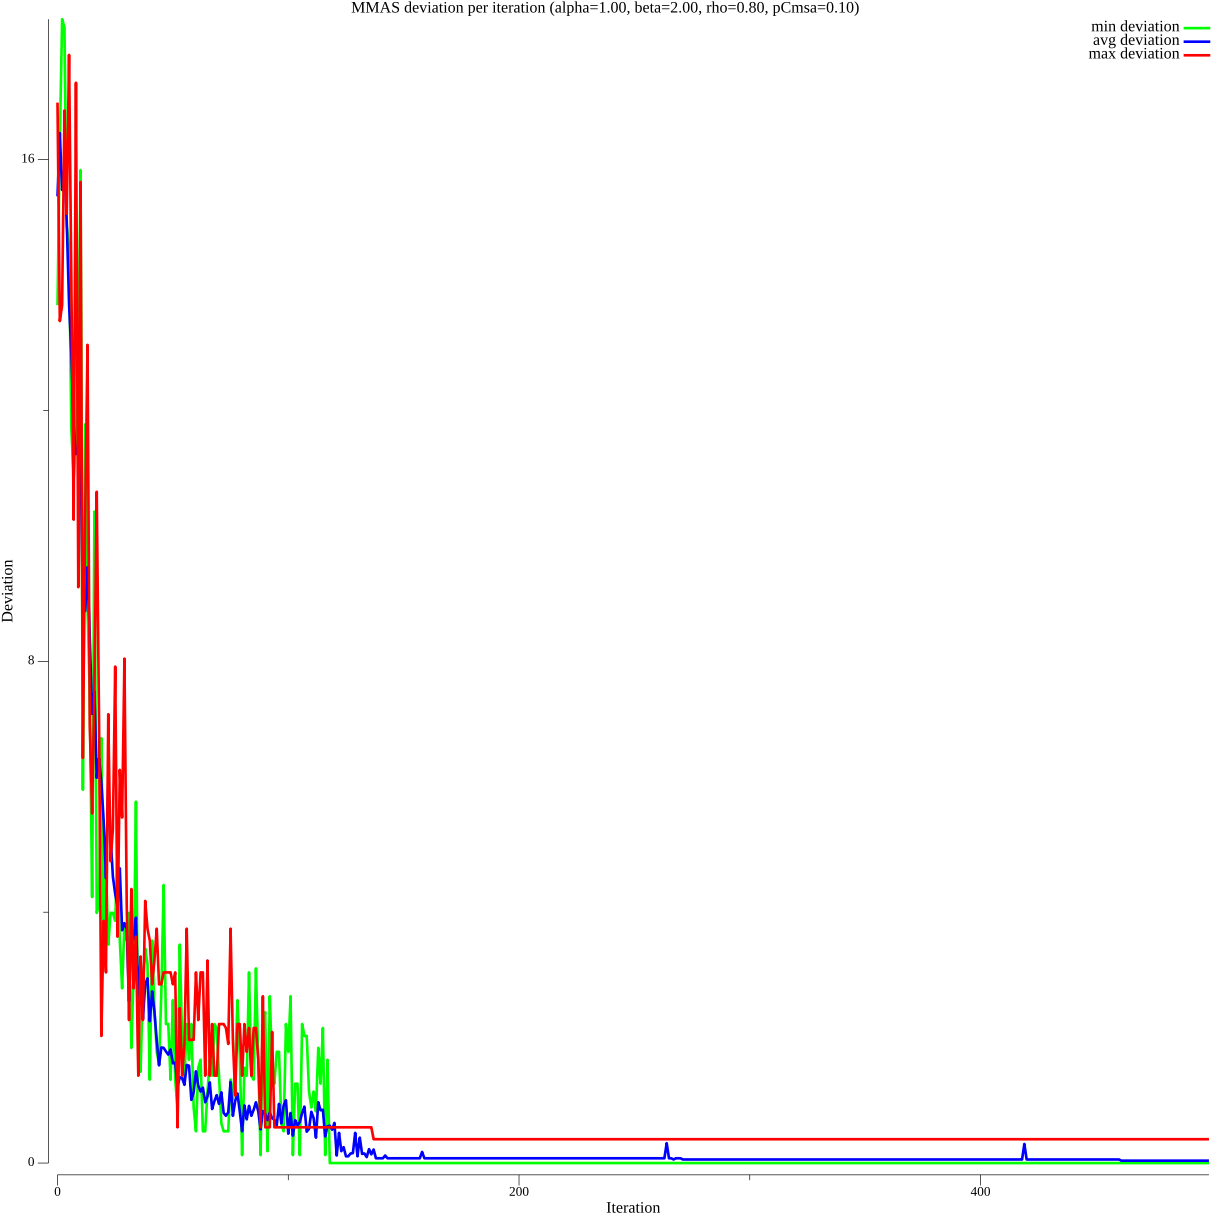 MMAS deviation per iteration (alpha=1.00, beta=2.00, rho=0.80, pCmsa=0.10)
min deviation
avg deviation
max deviation
16
8
0
Deviation
0
200
400
Iteration